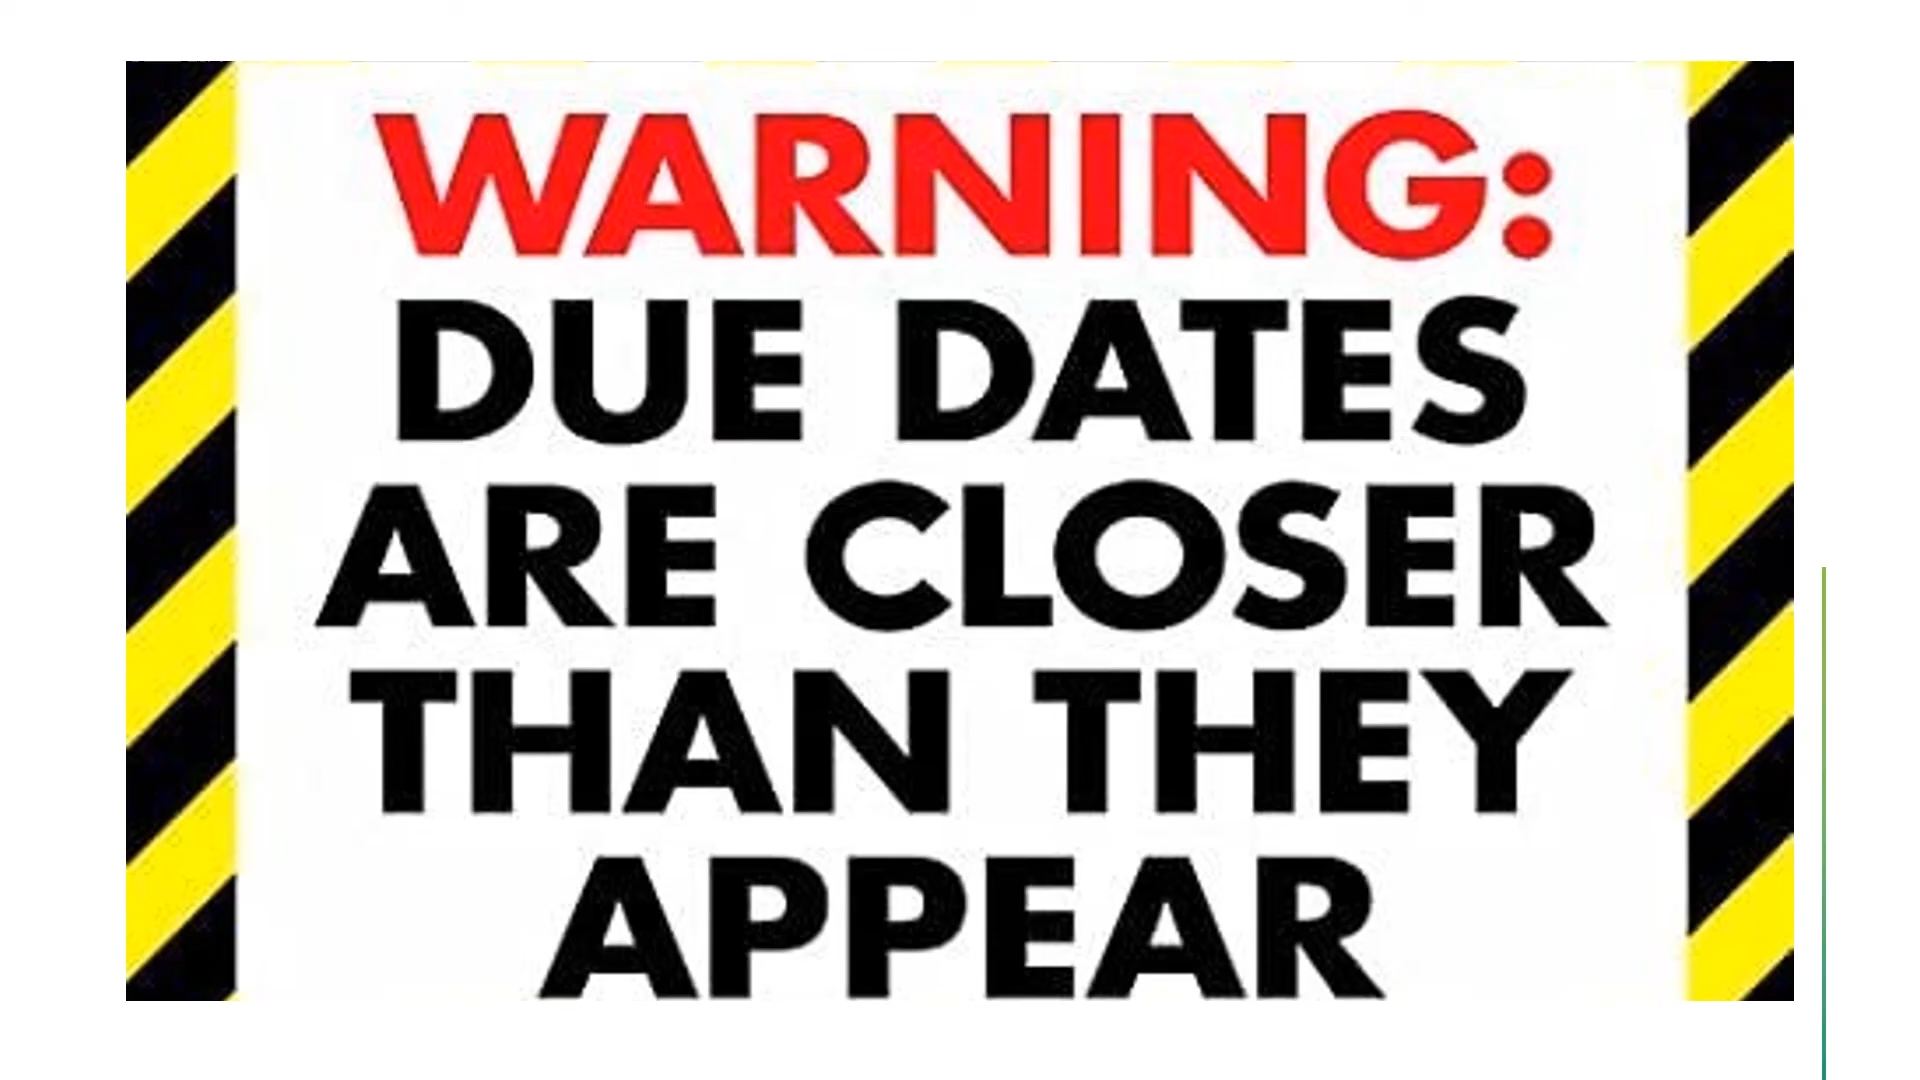 WARNING:
DUE DATES
ARE CLOSER
THAN THEY
APPEAR